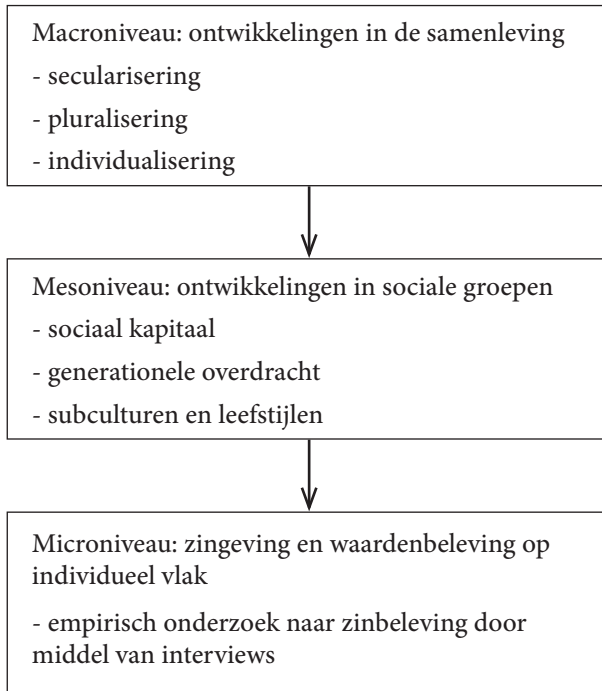 Macroniveau: ontwikkelingen in de samenleving
- secularisering
- pluralisering
- individualisering
Mesoniveau: ontwikkelingen in sociale groepen
- sociaal kapitaal
- generationele overdracht
- subculturen en leefstijlen
Microniveau: zingeving en waardenbeleving op
individueel vlak
- empirisch onderzoek naar zinbeleving door
middel van interviews